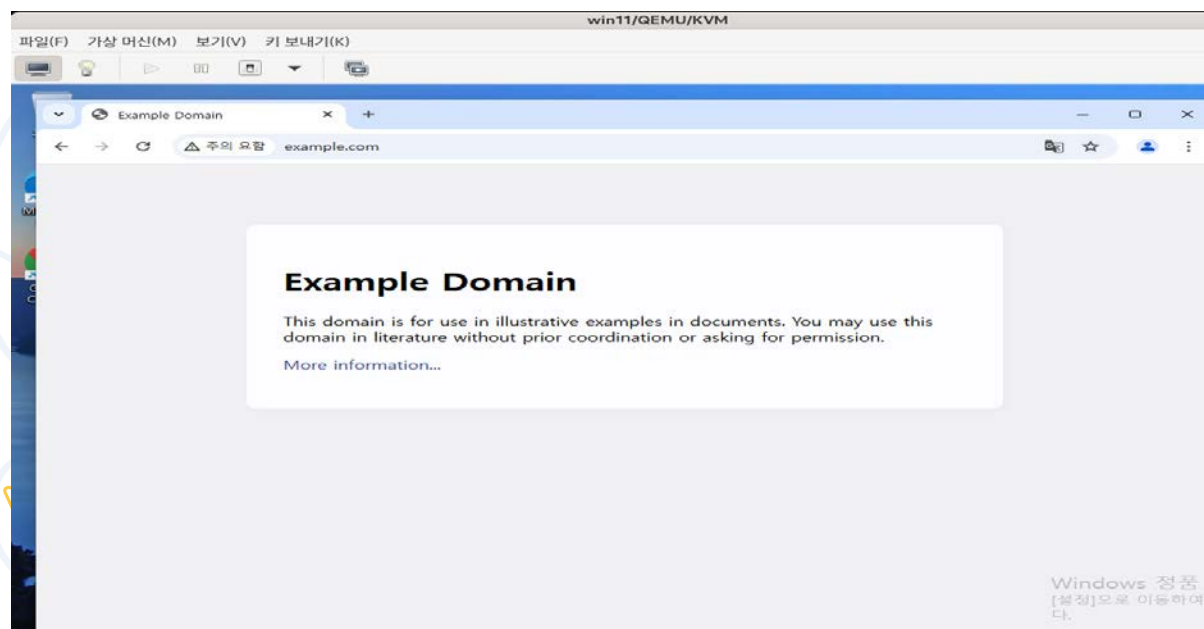 win11/QEMU/KVM
파일(F) 가상 머신(M) 보기(V) 키 보내기(K)
Example Domain
주의 요함 example.com
Example Domain
This domain is for use in illustrative examples in documents. You may use this
domain in literature without prior coordination or asking for permission.
More information...
Windows 정품
[설정]으로 이동하여
다.